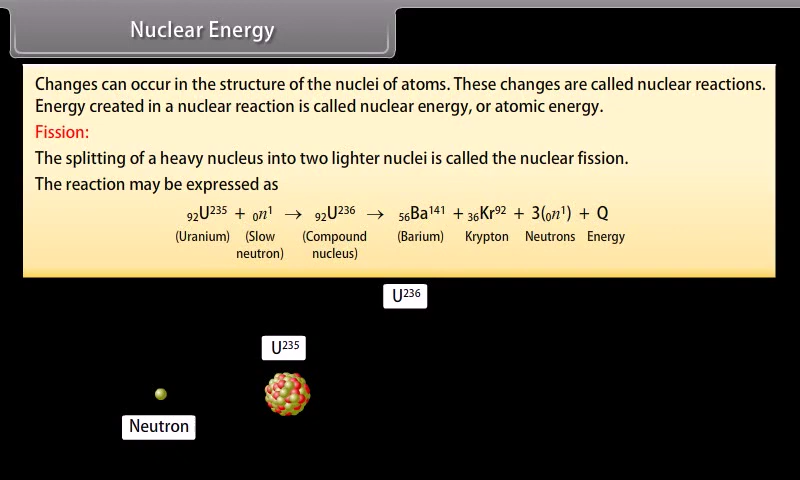 Nuclear Energy
Changes can occur in the structure of the nuclei of atoms. These changes are called nuclear reactions.
Energy created in a nuclear reaction is called nuclear energy, or atomic energy.
Fission:
The splitting of a heavy nucleus into two lighter nuclei is called the nuclear fission.
The reaction may be expressed as
₉₂U²³⁵ + ₀n¹ → ₉₂U²³⁶ → ₅₆Ba¹⁴¹ + ₃₆Kr⁹² + 3(₀n¹) + Q
(Uranium) (Slow neutron) (Compound nucleus) (Barium) Krypton Neutrons Energy
U²³⁶
U²³⁵
Neutron